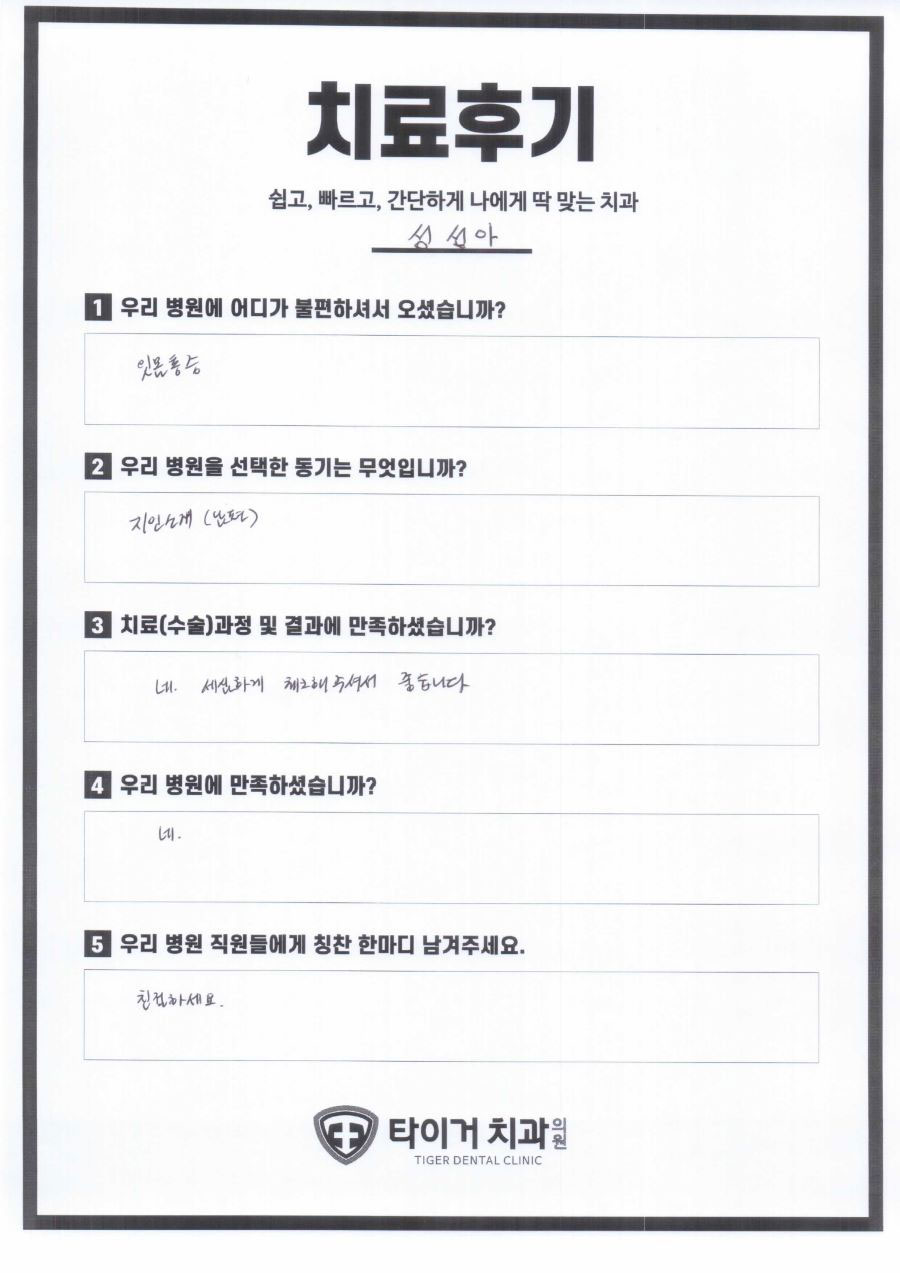 치료후기
쉽고, 빠르고, 간단하게 나에게 딱 맞는 치과
성선아
1 우리 병원에 어디가 불편하셔서 오셨습니까?
잇몸통증
2 우리 병원을 선택한 동기는 무엇입니까?
지인소개 (남편)
3 치료(수술)과정 및 결과에 만족하셨습니까?
네. 세심하게 체크해주셔서 좋습니다
4 우리 병원에 만족하셨습니까?
네.
5 우리 병원 직원들에게 칭찬 한마디 남겨주세요.
친절하세요.
타이거 치과의원
TIGER DENTAL CLINIC